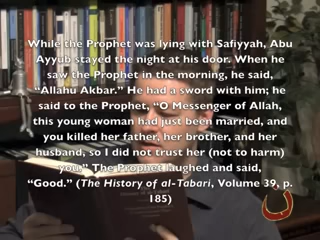 While the Prophet was lying with Safiyyah, Abu
Ayyub stayed the night at his door. When he
saw the Prophet in the morning, he said,
“Allahu Akbar.” He had a sword with him; he
said to the Prophet, “O Messenger of Allah,
this young woman had just been married, and
you killed her father, her brother, and her
husband, so I did not trust her (not to harm)
you.” The Prophet laughed and said,
“Good.” (The History of al-Tabari, Volume 39, p.
185)
ن